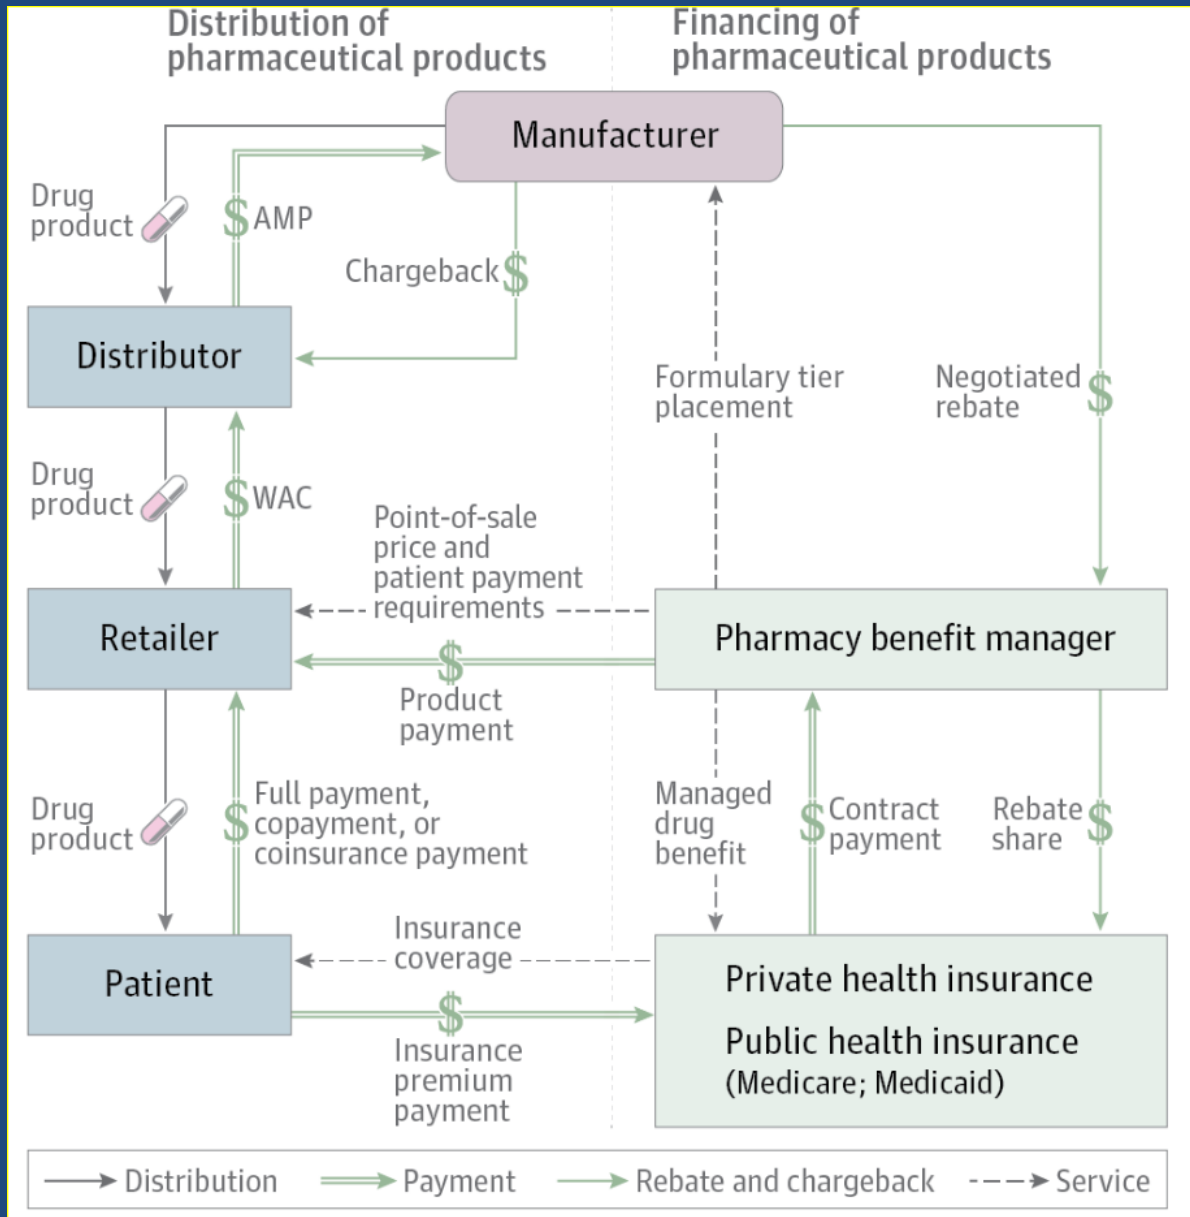 Distribution of
pharmaceutical products
Financing of
pharmaceutical products
Manufacturer
Drug
product
$
AMP
Chargeback
$
Distributor
Formulary tier
placement
Negotiated
rebate
$
Drug
product
$
WAC
Point-of-sale
price and
patient payment
requirements
Retailer
Pharmacy benefit manager
$
Product
payment
Drug
product
$
Full payment,
copayment, or
coinsurance payment
Managed
drug
benefit
$
Contract
payment
Rebate
share
$
Insurance
coverage
Patient
Private health insurance
Public health insurance
(Medicare; Medicaid)
$
Insurance
premium
payment
Distribution
Payment
Rebate and chargeback
Service